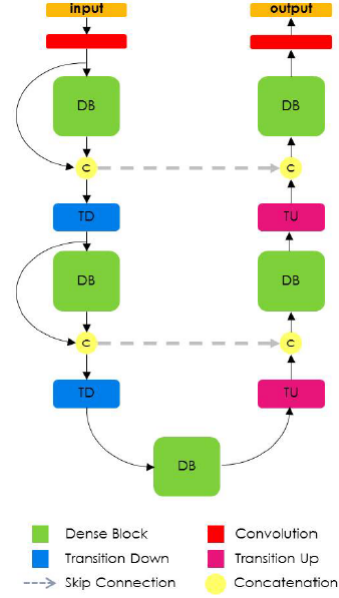 input
output
DB
DB
C
C
TD
TU
DB
DB
C
C
TD
TU
DB
Dense Block
Convolution
Transition Down
Transition Up
Skip Connection
Concatenation